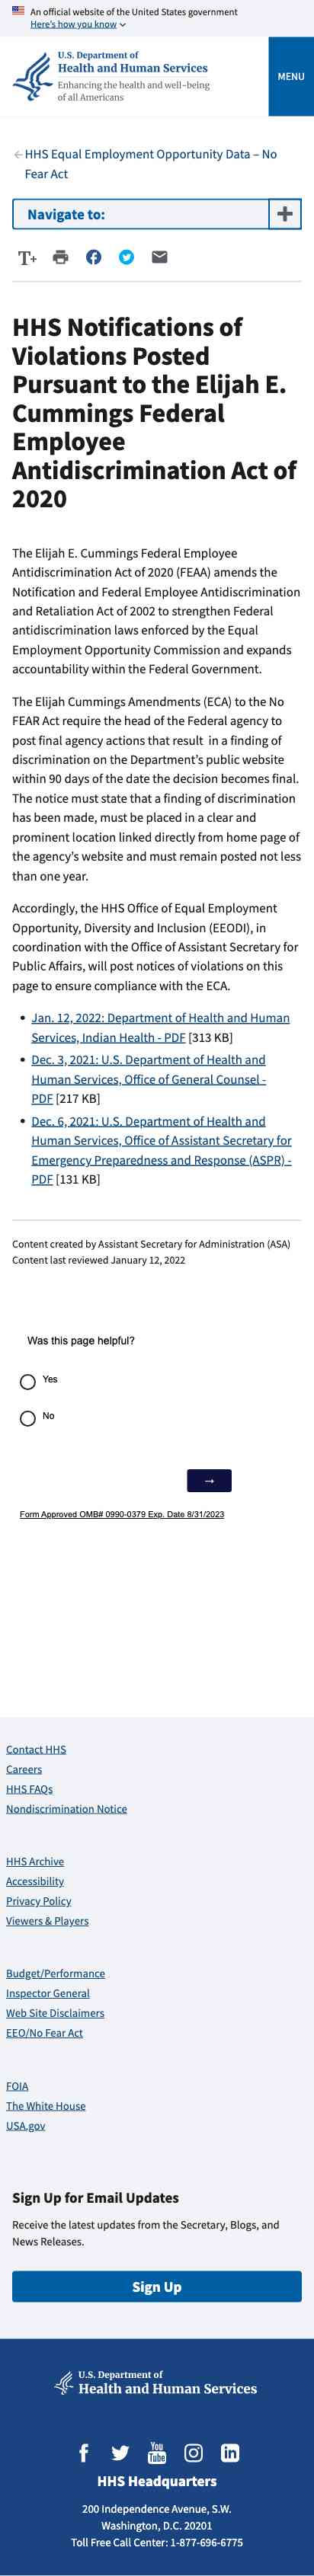 An official website of the United States government
Here's how you know
U.S. Department of
Health and Human Services
Enhancing the health and well-being
of all Americans
MENU
HHS Equal Employment Opportunity Data – No
Fear Act
Navigate to:
T+
HHS Notifications of
Violations Posted
Pursuant to the Elijah E.
Cummings Federal
Employee
Antidiscrimination Act of
2020
The Elijah E. Cummings Federal Employee
Antidiscrimination Act of 2020 (FEAA) amends the
Notification and Federal Employee Antidiscrimination
and Retaliation Act of 2002 to strengthen Federal
antidiscrimination laws enforced by the Equal
Employment Opportunity Commission and expands
accountability within the Federal Government.
The Elijah Cummings Amendments (ECA) to the No
FEAR Act require the head of the Federal agency to
post agency actions that result in a finding of
discrimination on the Department's public website
within 90 days of the date the decision becomes final.
The notice must state that a finding of discrimination
has been made, must be placed in a clear and
prominent location linked directly from home page of
the agency's website and must remain posted not less
than one year.
Accordingly, the HHS Office of Equal Employment
Opportunity, Diversity and Inclusion (EEODI), in
coordination with the Office of Assistant Secretary for
Public Affairs, will post notices of violations on this
page to ensure compliance with the ECA.
• Jan. 12, 2022: Department of Health and Human
Services, Indian Health - PDF [313 KB]
• Dec. 3, 2021: U.S. Department of Health and
Human Services, Office of General Counsel -
PDF [217 KB]
• Dec. 6, 2021: U.S. Department of Health and
Human Services, Office of Assistant Secretary for
Emergency Preparedness and Response (ASPR) -
PDF [131 KB]
Content created by Assistant Secretary for Administration (ASA)
Content last reviewed January 12, 2022
Was this page helpful?
Yes
No
→
Form Approved OMB# 0990-0379 Exp. Date 8/31/2023
Contact HHS
Careers
HHS FAQs
Nondiscrimination Notice
HHS Archive
Accessibility
Privacy Policy
Viewers & Players
Budget/Performance
Inspector General
Web Site Disclaimers
EEO/No Fear Act
FOIA
The White House
USA.gov
Sign Up for Email Updates
Receive the latest updates from the Secretary, Blogs, and
News Releases.
Sign Up
U.S. Department of
Health and Human Services
You
Tube
HHS Headquarters
200 Independence Avenue, S.W.
Washington, D.C. 20201
Toll Free Call Center: 1-877-696-6775